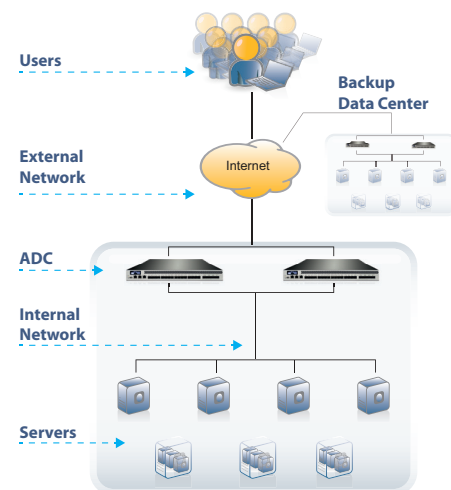 Users
Backup
Data Center
External
Network
Internet
ADC
Internal
Network
Servers